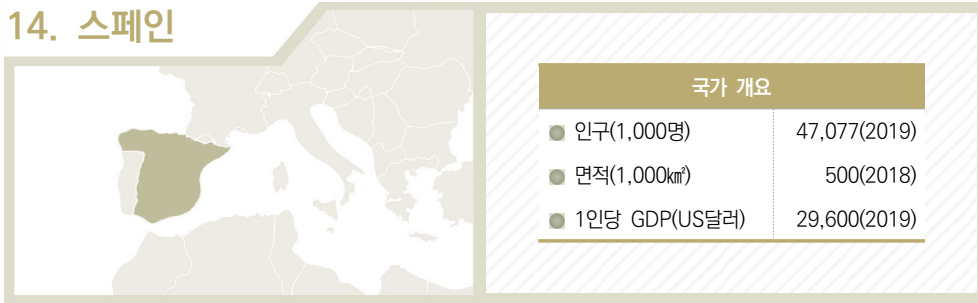 14. 스페인
국가 개요
인구(1,000명) 47,077(2019)
면적(1,000㎢) 500(2018)
1인당 GDP(US달러) 29,600(2019)